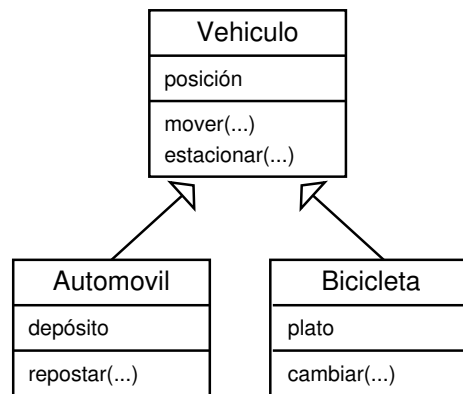 Vehiculo
posición
mover(...)
estacionar(...)
Automovil
depósito
repostar(...)
Bicicleta
plato
cambiar(...)